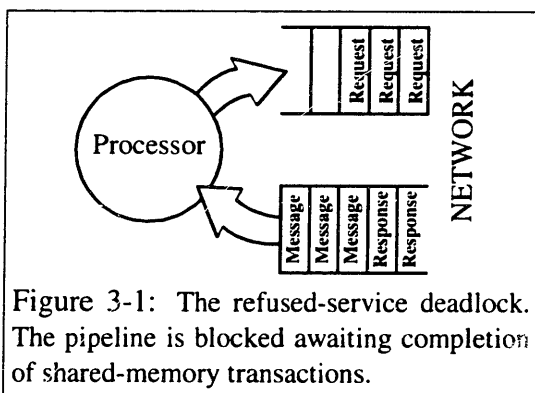 Request
Request
Request
Processor
NETWORK
Message
Message
Message
Response
Response
Figure 3-1: The refused-service deadlock.
The pipeline is blocked awaiting completion
of shared-memory transactions.